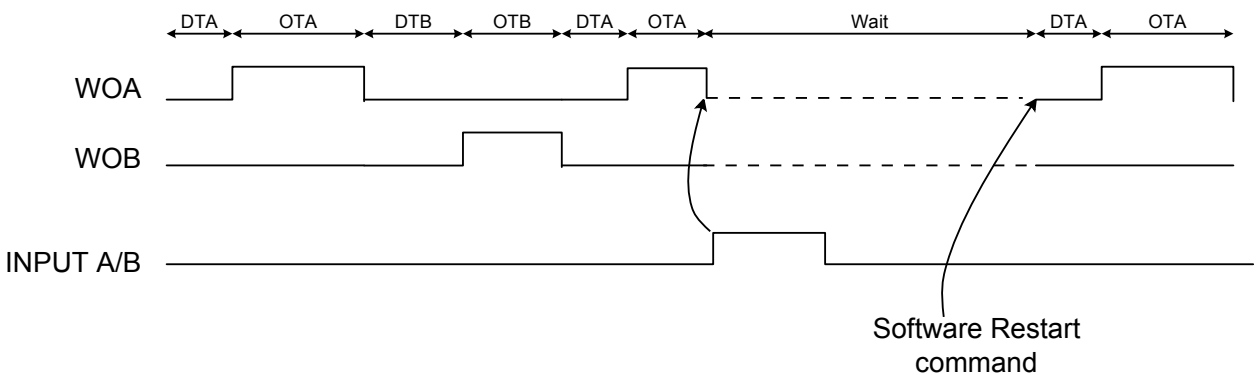 DTA OTA DTB OTB DTA OTA Wait DTA OTA
WOA
WOB
INPUT A/B
Software Restart
command